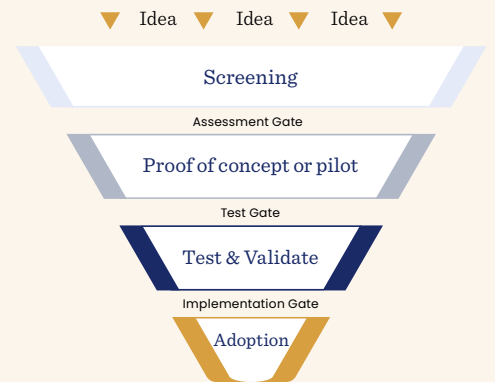 Idea Idea Idea
Screening
Assessment Gate
Proof of concept or pilot
Test Gate
Test & Validate
Implementation Gate
Adoption